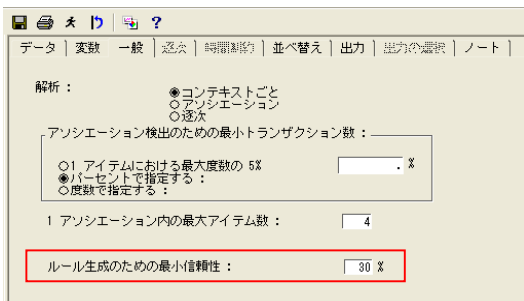 データ 変数 一般 逐次 時間制約 並べ替え 出力 出力の選択 ノート
解析：
コンテキストごと
アソシエーション
逐次
アソシエーション検出のための最小トランザクション数：
1 アイテムにおける最大度数の 5%
. %
パーセントで指定する：
度数で指定する：
1 アソシエーション内の最大アイテム数： 4
ルール生成のための最小信頼性： 30 %